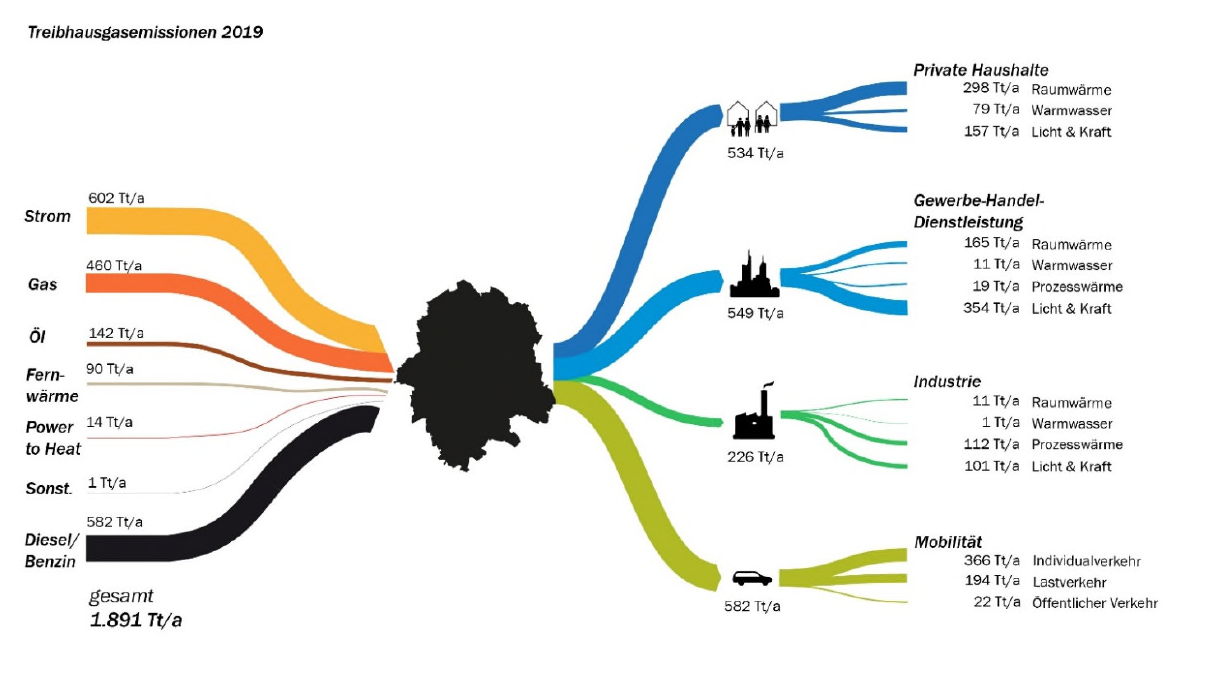 Treibhausgasemissionen 2019
Strom
602 Tt/a
Gas
460 Tt/a
Öl
142 Tt/a
Fern-
wärme
90 Tt/a
Power
to Heat
14 Tt/a
Sonst.
1 Tt/a
Diesel/
Benzin
582 Tt/a
gesamt
1.891 Tt/a
534 Tt/a
Private Haushalte
298 Tt/a Raumwärme
79 Tt/a Warmwasser
157 Tt/a Licht & Kraft
549 Tt/a
Gewerbe-Handel-
Dienstleistung
165 Tt/a Raumwärme
11 Tt/a Warmwasser
19 Tt/a Prozesswärme
354 Tt/a Licht & Kraft
226 Tt/a
Industrie
11 Tt/a Raumwärme
1 Tt/a Warmwasser
112 Tt/a Prozesswärme
101 Tt/a Licht & Kraft
582 Tt/a
Mobilität
366 Tt/a Individualverkehr
194 Tt/a Lastverkehr
22 Tt/a Öffentlicher Verkehr